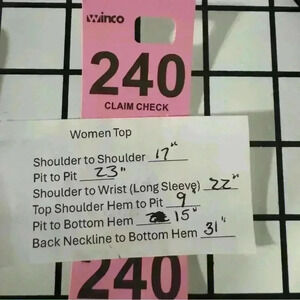 winco
240
CLAIM CHECK
Women Top
Shoulder to Shoulder 17"
Pit to Pit 23"
Shoulder to Wrist (Long Sleeve) 22"
Top Shoulder Hem to Pit 9"
Pit to Bottom Hem 15"
Back Neckline to Bottom Hem 31"
240